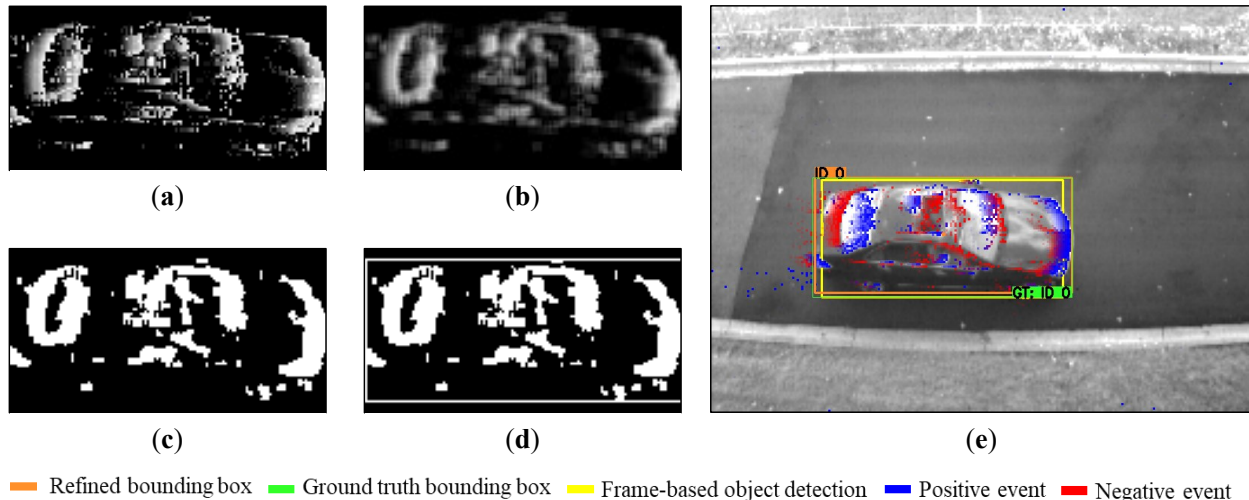 ID 0
GT: ID 0
(a)
(b)
(c)
(d)
(e)
Refined bounding box
Ground truth bounding box
Frame-based object detection
Positive event
Negative event